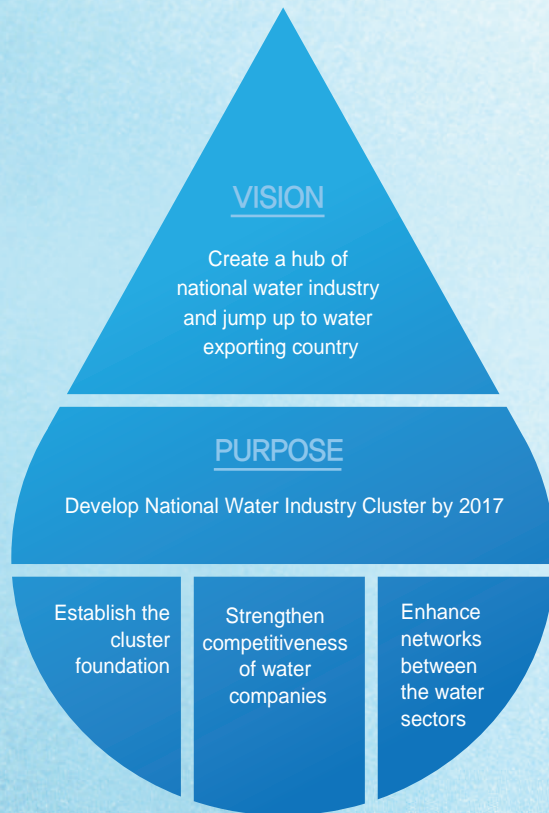 VISION
Create a hub of
national water industry
and jump up to water
exporting country
PURPOSE
Develop National Water Industry Cluster by 2017
Establish the
cluster
foundation
Strengthen
competitiveness
of water
companies
Enhance
networks
between
the water
sectors